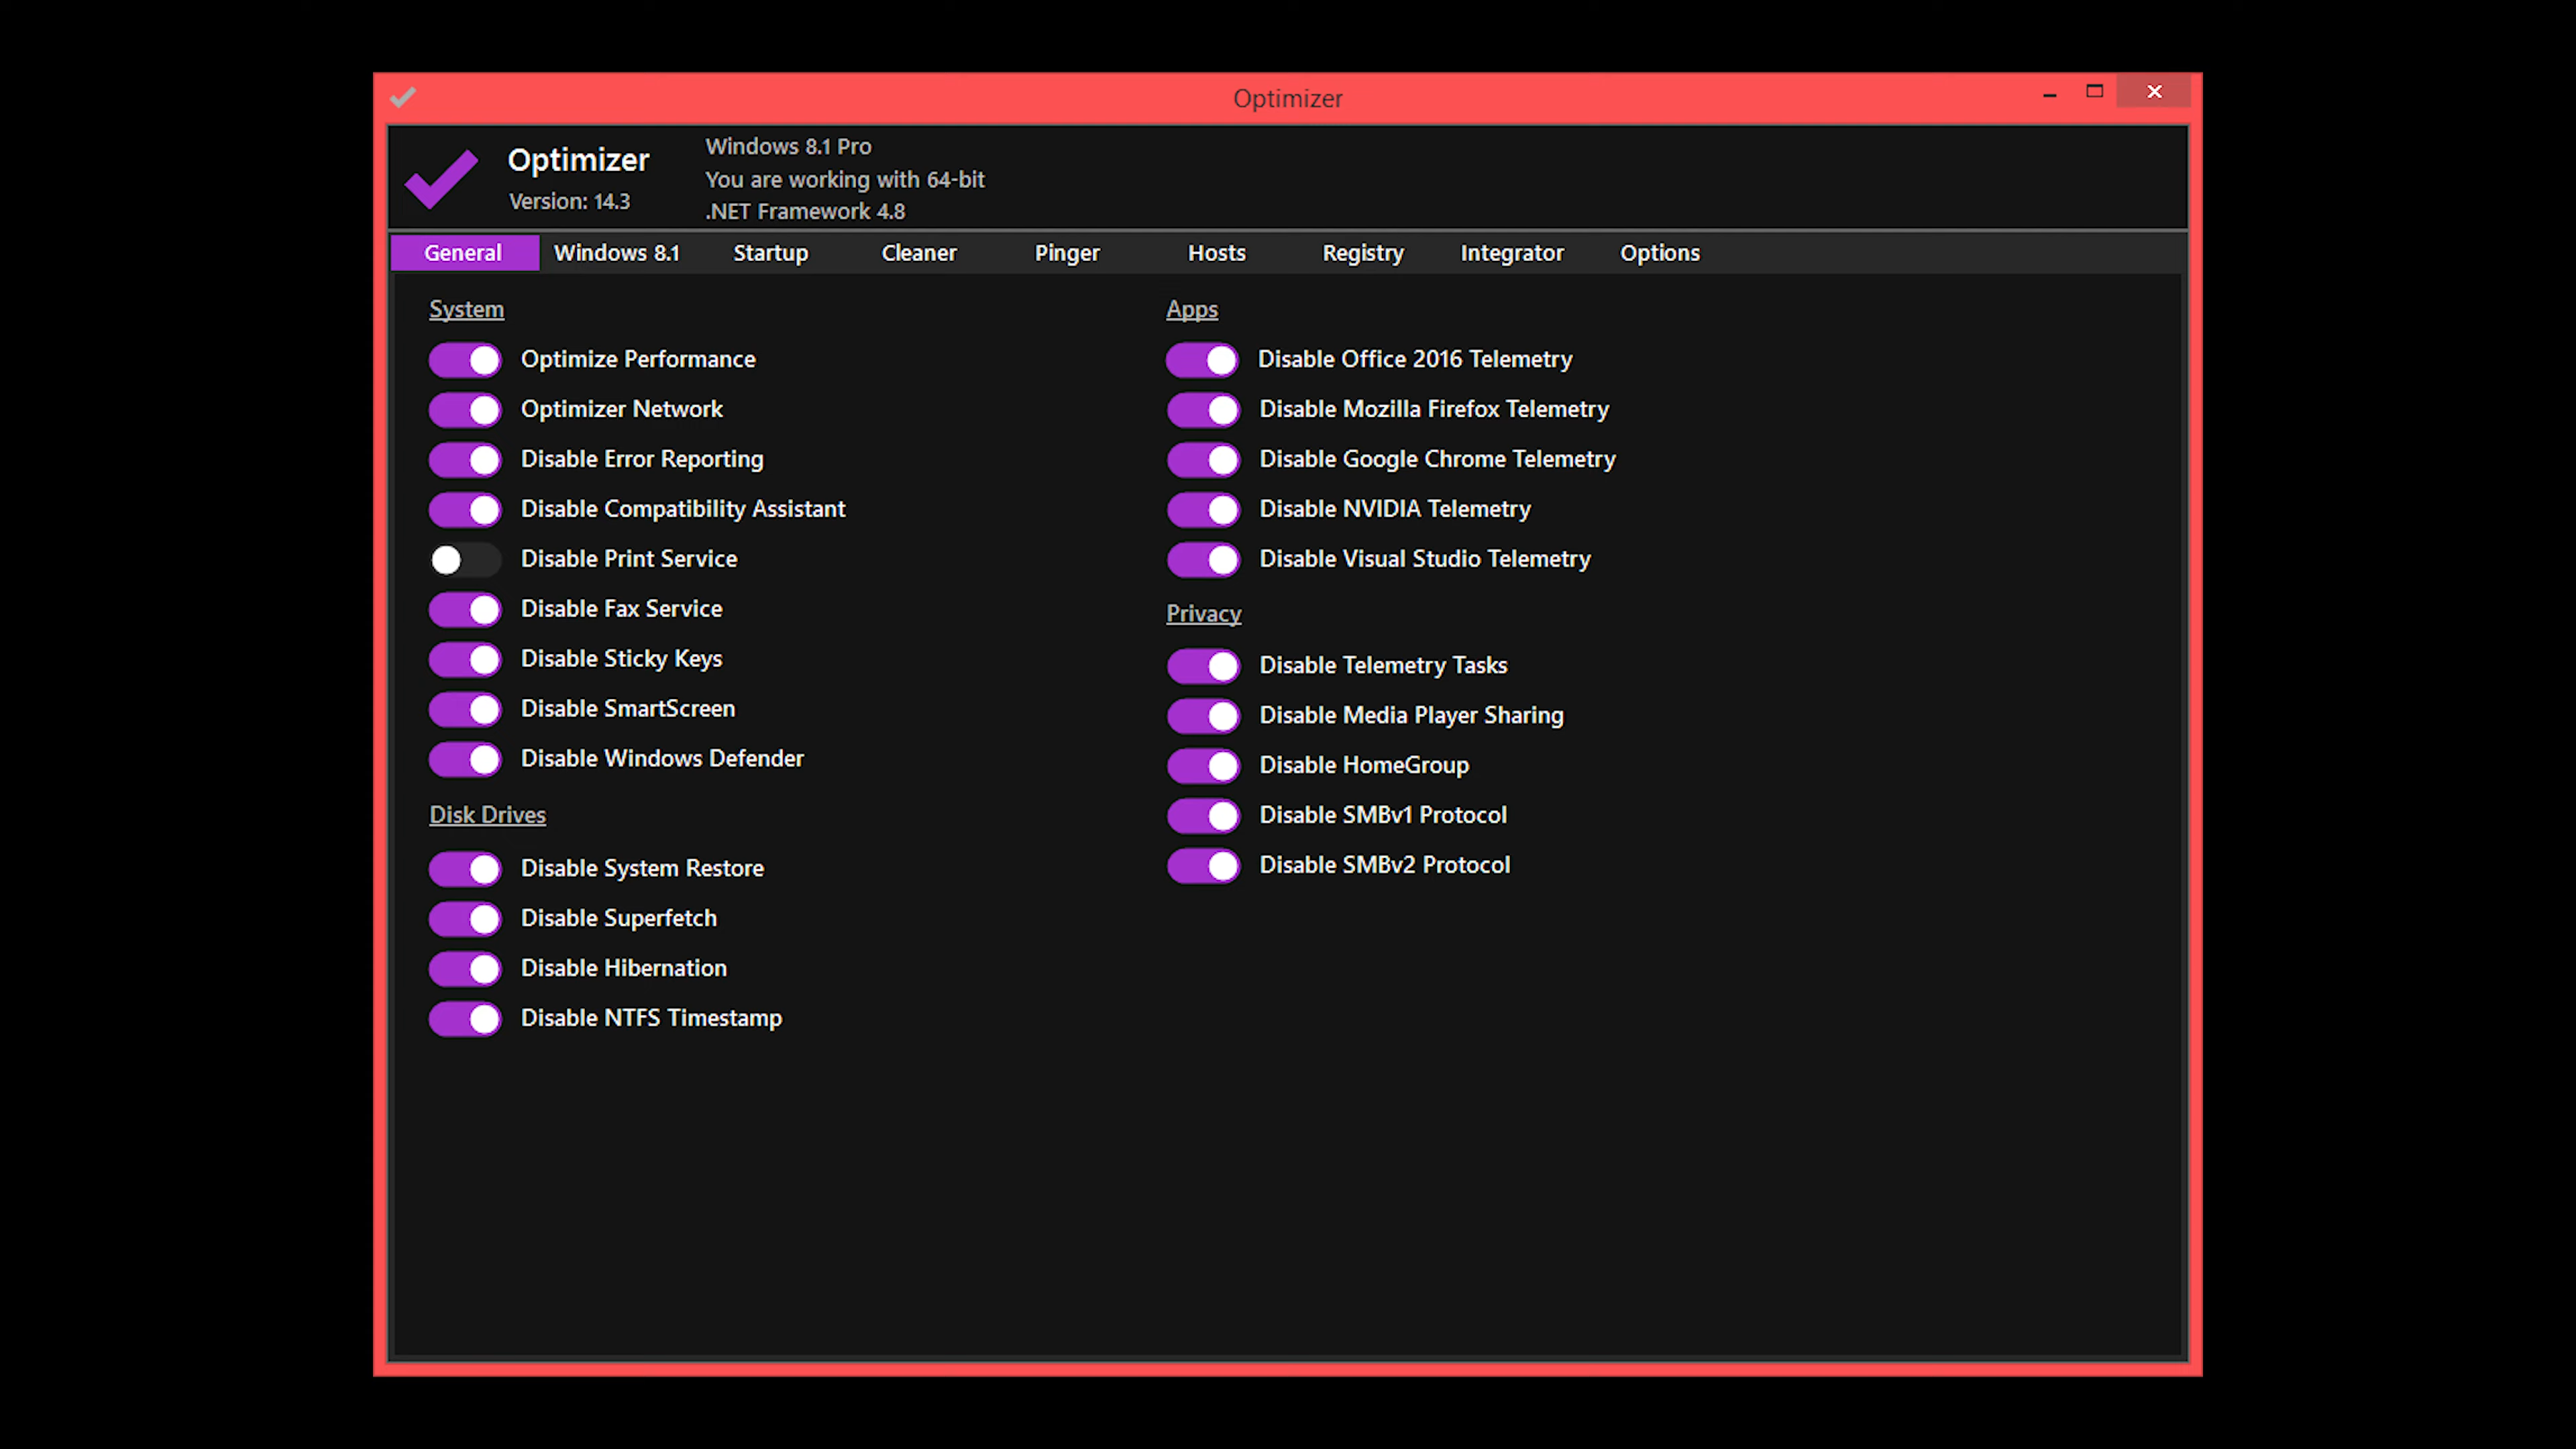 Optimizer
Optimizer
Version: 14.3
Windows 8.1 Pro
You are working with 64-bit
.NET Framework 4.8
General Windows 8.1 Startup Cleaner Pinger Hosts Registry Integrator Options
System
Optimize Performance
Optimizer Network
Disable Error Reporting
Disable Compatibility Assistant
Disable Print Service
Disable Fax Service
Disable Sticky Keys
Disable SmartScreen
Disable Windows Defender
Disk Drives
Disable System Restore
Disable Superfetch
Disable Hibernation
Disable NTFS Timestamp
Apps
Disable Office 2016 Telemetry
Disable Mozilla Firefox Telemetry
Disable Google Chrome Telemetry
Disable NVIDIA Telemetry
Disable Visual Studio Telemetry
Privacy
Disable Telemetry Tasks
Disable Media Player Sharing
Disable HomeGroup
Disable SMBv1 Protocol
Disable SMBv2 Protocol